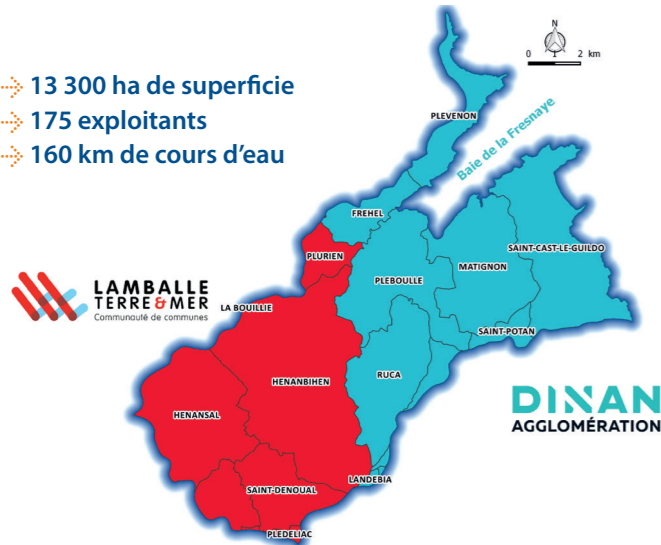 13 300 ha de superficie
175 exploitants
160 km de cours d'eau
N
0 1 2 km
PLEVENON
Baie de la Fresnaye
FREHEL
SAINT-CAST-LE-GUILDO
PLURIEN
MATIGNON
PLEBOULLE
LAMBALLE
TERRE & MER
Communauté de communes
LA BOUILLIE
SAINT-POTAN
RUCA
HENANBIHEN
HENANSAL
DINAN
AGGLOMÉRATION
LANDEBIA
SAINT-DENOUAL
PLEDELIAC